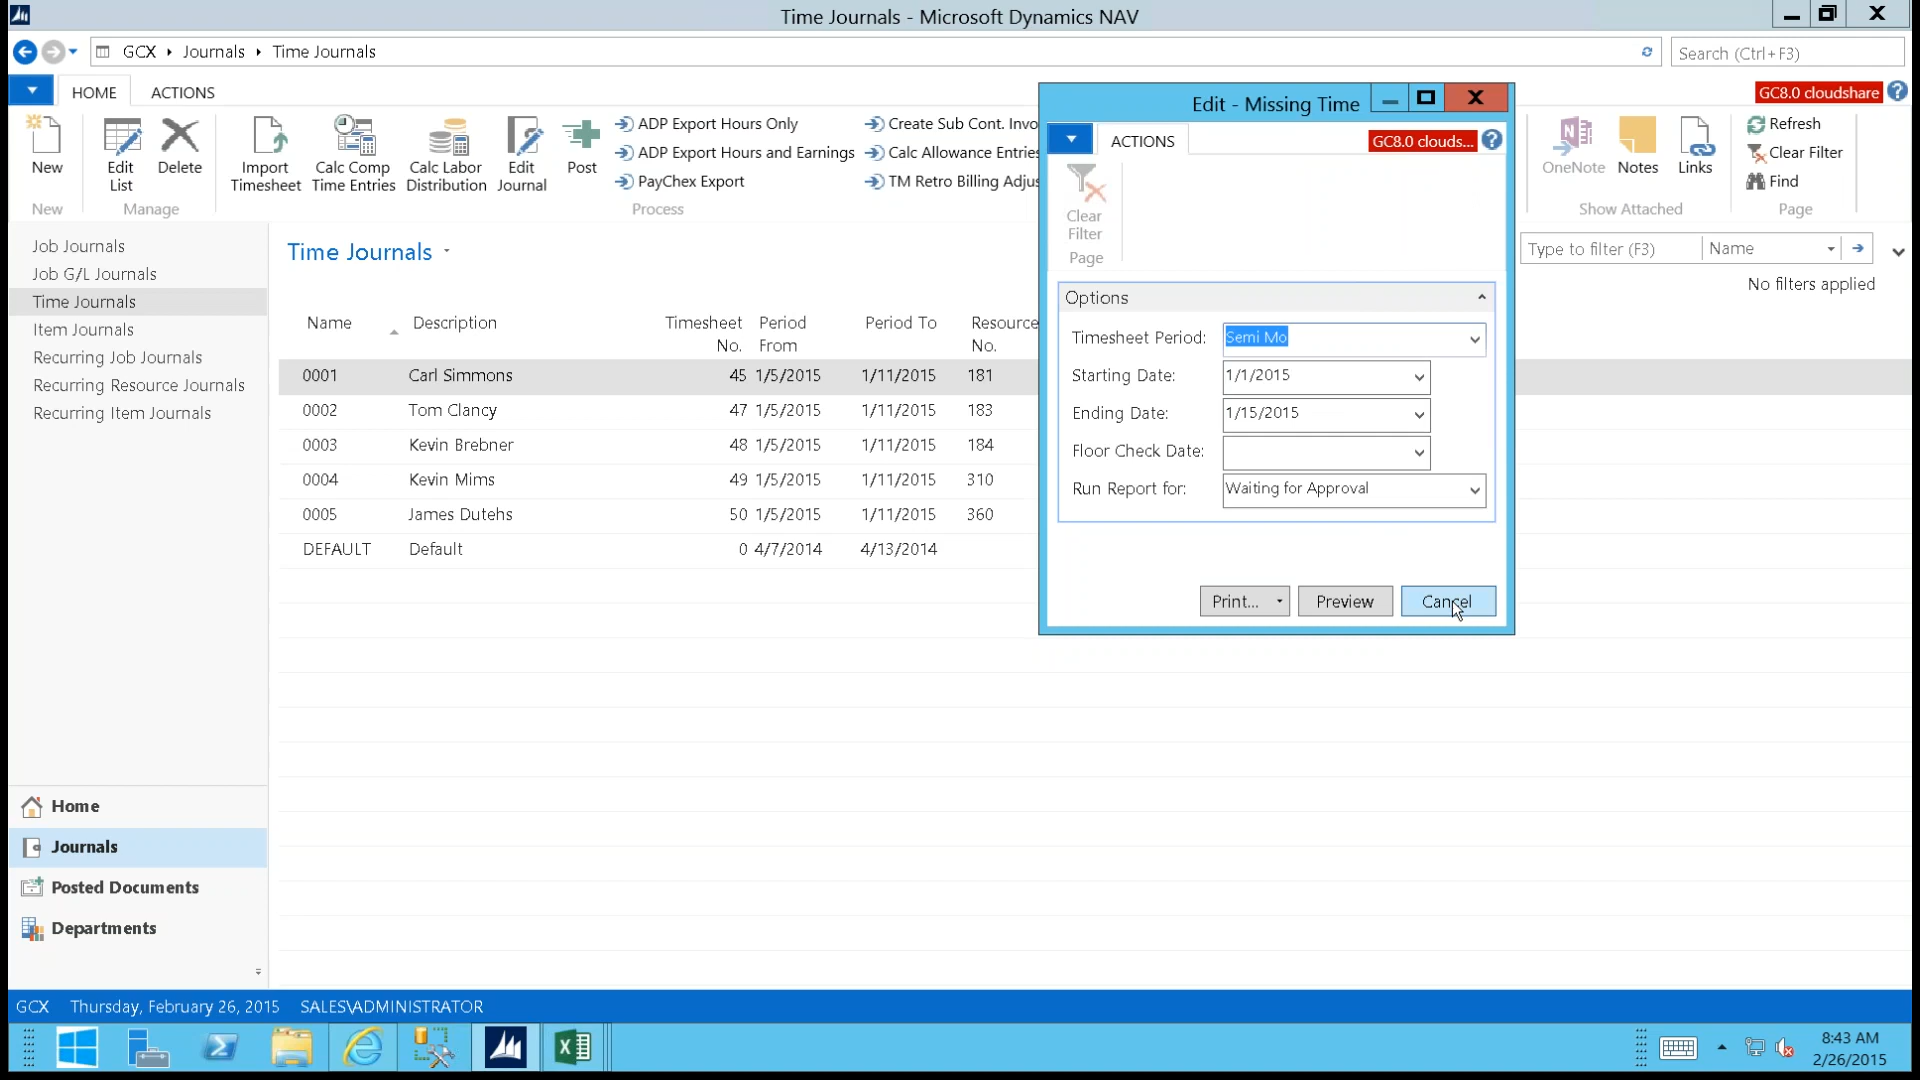 Time Journals - Microsoft Dynamics NAV
GCX ▸ Journals ▸ Time Journals
Search (Ctrl+F3)
HOME ACTIONS
GC8.0 cloudshare
New
Edit List
Delete
Import Timesheet
Calc Comp Time Entries
Calc Labor Distribution
Edit Journal
Post
ADP Export Hours Only
ADP Export Hours and Earnings
PayChex Export
Create Sub Cont. Invo
Calc Allowance Entries
TM Retro Billing Adjus
OneNote
Notes
Links
Refresh
Clear Filter
Find
New
Manage
Process
Show Attached
Page
Job Journals
Job G/L Journals
Time Journals
Item Journals
Recurring Job Journals
Recurring Resource Journals
Recurring Item Journals
Home
Journals
Posted Documents
Departments
Time Journals
Type to filter (F3)
Name
No filters applied
Name Description Timesheet No. Period From Period To Resource No.
0001 Carl Simmons 45 1/5/2015 1/11/2015 181
0002 Tom Clancy 47 1/5/2015 1/11/2015 183
0003 Kevin Brebner 48 1/5/2015 1/11/2015 184
0004 Kevin Mims 49 1/5/2015 1/11/2015 310
0005 James Dutehs 50 1/5/2015 1/11/2015 360
DEFAULT Default 0 4/7/2014 4/13/2014
Edit - Missing Time
ACTIONS
GC8.0 clouds...
Clear Filter
Page
Options
Timesheet Period: Semi Mo
Starting Date: 1/1/2015
Ending Date: 1/15/2015
Floor Check Date:
Run Report for: Waiting for Approval
Print... Preview Cancel
GCX Thursday, February 26, 2015 SALES\ADMINISTRATOR
8:43 AM
2/26/2015